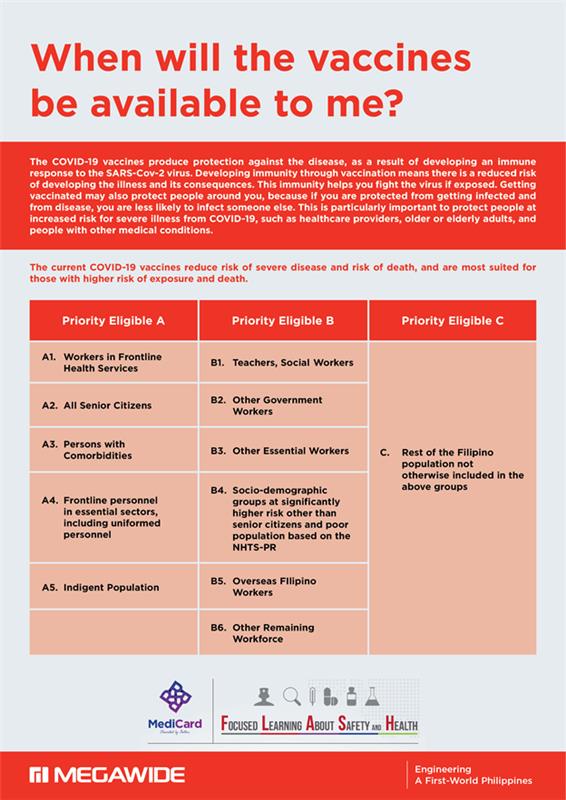 When will the vaccines
be available to me?
The COVID-19 vaccines produce protection against the disease, as a result of developing an immune
response to the SARS-Cov-2 virus. Developing immunity through vaccination means there is a reduced risk
of developing the illness and its consequences. This immunity helps you fight the virus if exposed. Getting
vaccinated may also protect people around you, because if you are protected from getting infected and
from disease, you are less likely to infect someone else. This is particularly important to protect people at
increased risk for severe illness from COVID-19, such as healthcare providers, older or elderly adults, and
people with other medical conditions.
The current COVID-19 vaccines reduce risk of severe disease and risk of death, and are most suited for
those with higher risk of exposure and death.
Priority Eligible A
A1. Workers in Frontline
Health Services
A2. All Senior Citizens
A3. Persons with
Comorbidities
A4. Frontline personnel
in essential sectors,
including uniformed
personnel
A5. Indigent Population
Priority Eligible B
B1. Teachers, Social Workers
B2. Other Government
Workers
B3. Other Essential Workers
B4. Socio-demographic
groups at significantly
higher risk other than
senior citizens and poor
population based on the
NHTS-PR
B5. Overseas FIlipino
Workers
B6. Other Remaining
Workforce
Priority Eligible C
C. Rest of the Filipino
population not
otherwise included in the
above groups
MediCard
FOCUSED LEARNING ABOUT SAFETY AND HEALTH
MEGAWIDE
Engineering
A First-World Philippines